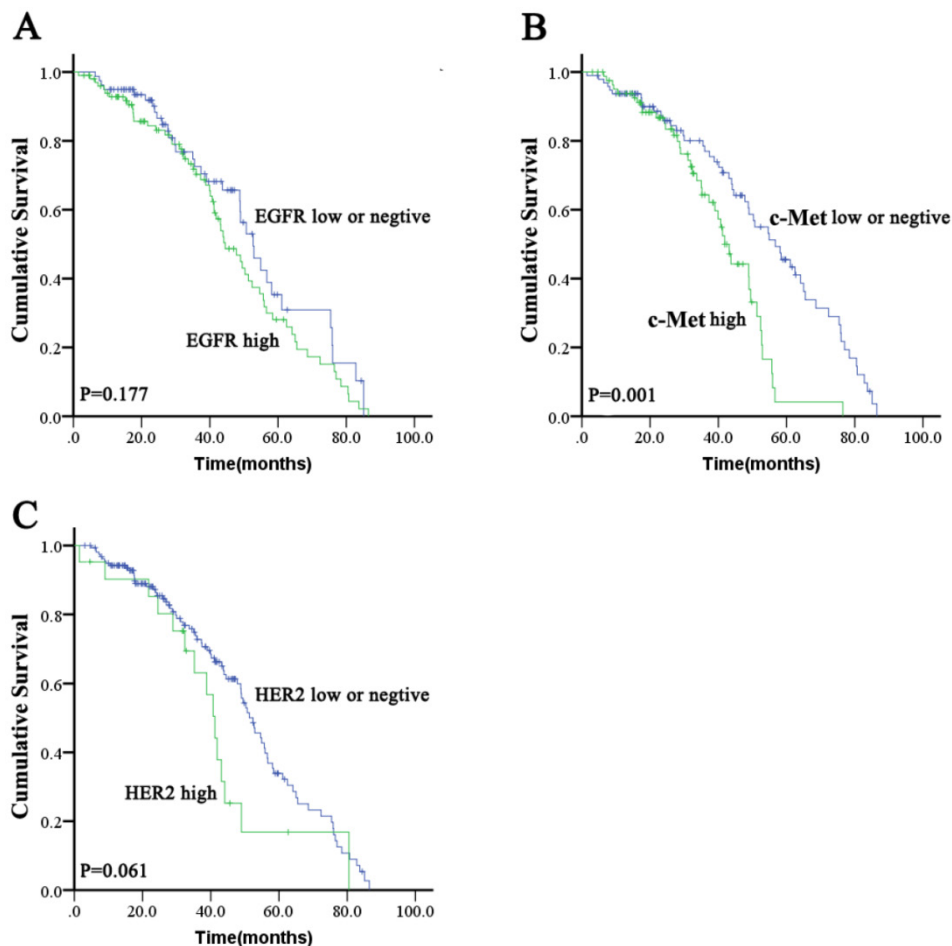 A
Cumulative Survival
1.0
0.8
0.6
0.4
0.2
0.0
EGFR low or negtive
EGFR high
P=0.177
.0 20.0 40.0 60.0 80.0 100.0
Time(months)
B
Cumulative Survival
1.0
0.8
0.6
0.4
0.2
0.0
c-Met low or negtive
c-Met high
P=0.001
.0 20.0 40.0 60.0 80.0 100.0
Time(months)
C
Cumulative Survival
1.0
0.8
0.6
0.4
0.2
0.0
HER2 low or negtive
HER2 high
P=0.061
.0 20.0 40.0 60.0 80.0 100.0
Time(months)